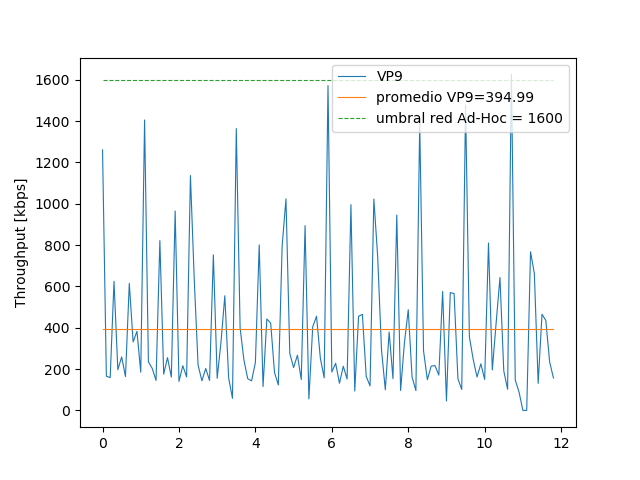 VP9
promedio VP9=394.99
umbral red Ad-Hoc = 1600
Throughput [kbps]
1600
1400
1200
1000
800
600
400
200
0
0 2 4 6 8 10 12